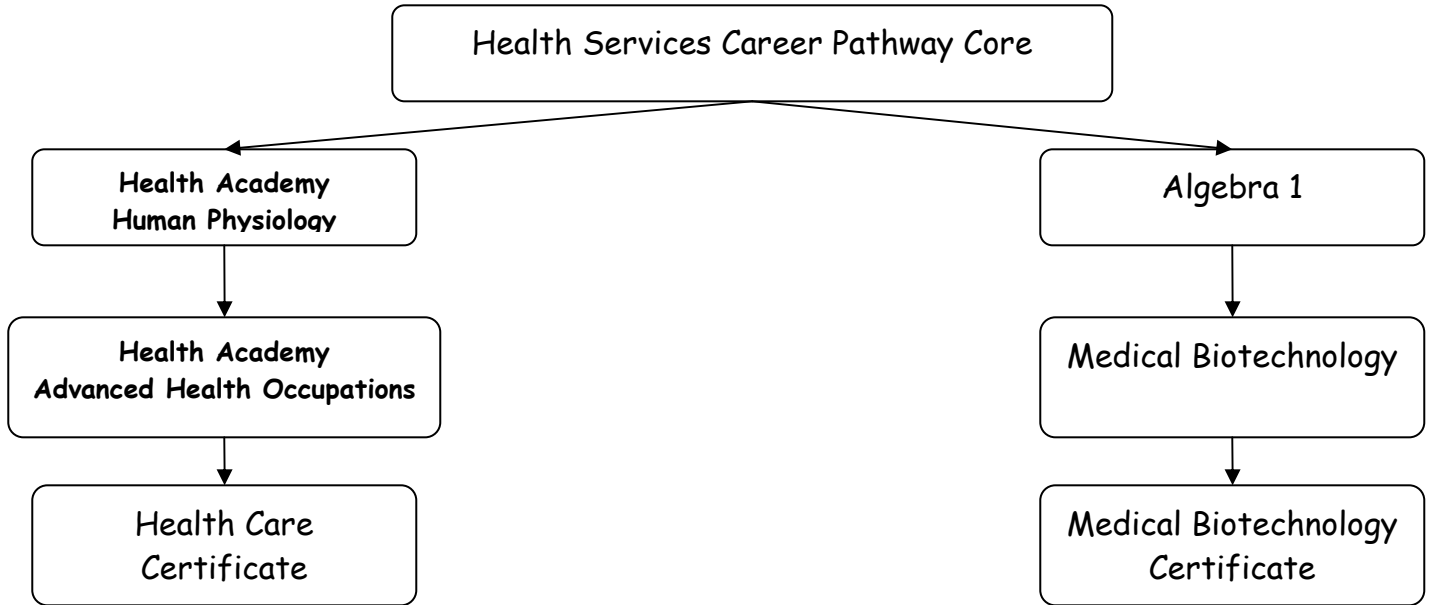 Health Services Career Pathway Core
Health Academy
Human Physiology
Algebra 1
Health Academy
Advanced Health Occupations
Medical Biotechnology
Health Care
Certificate
Medical Biotechnology
Certificate